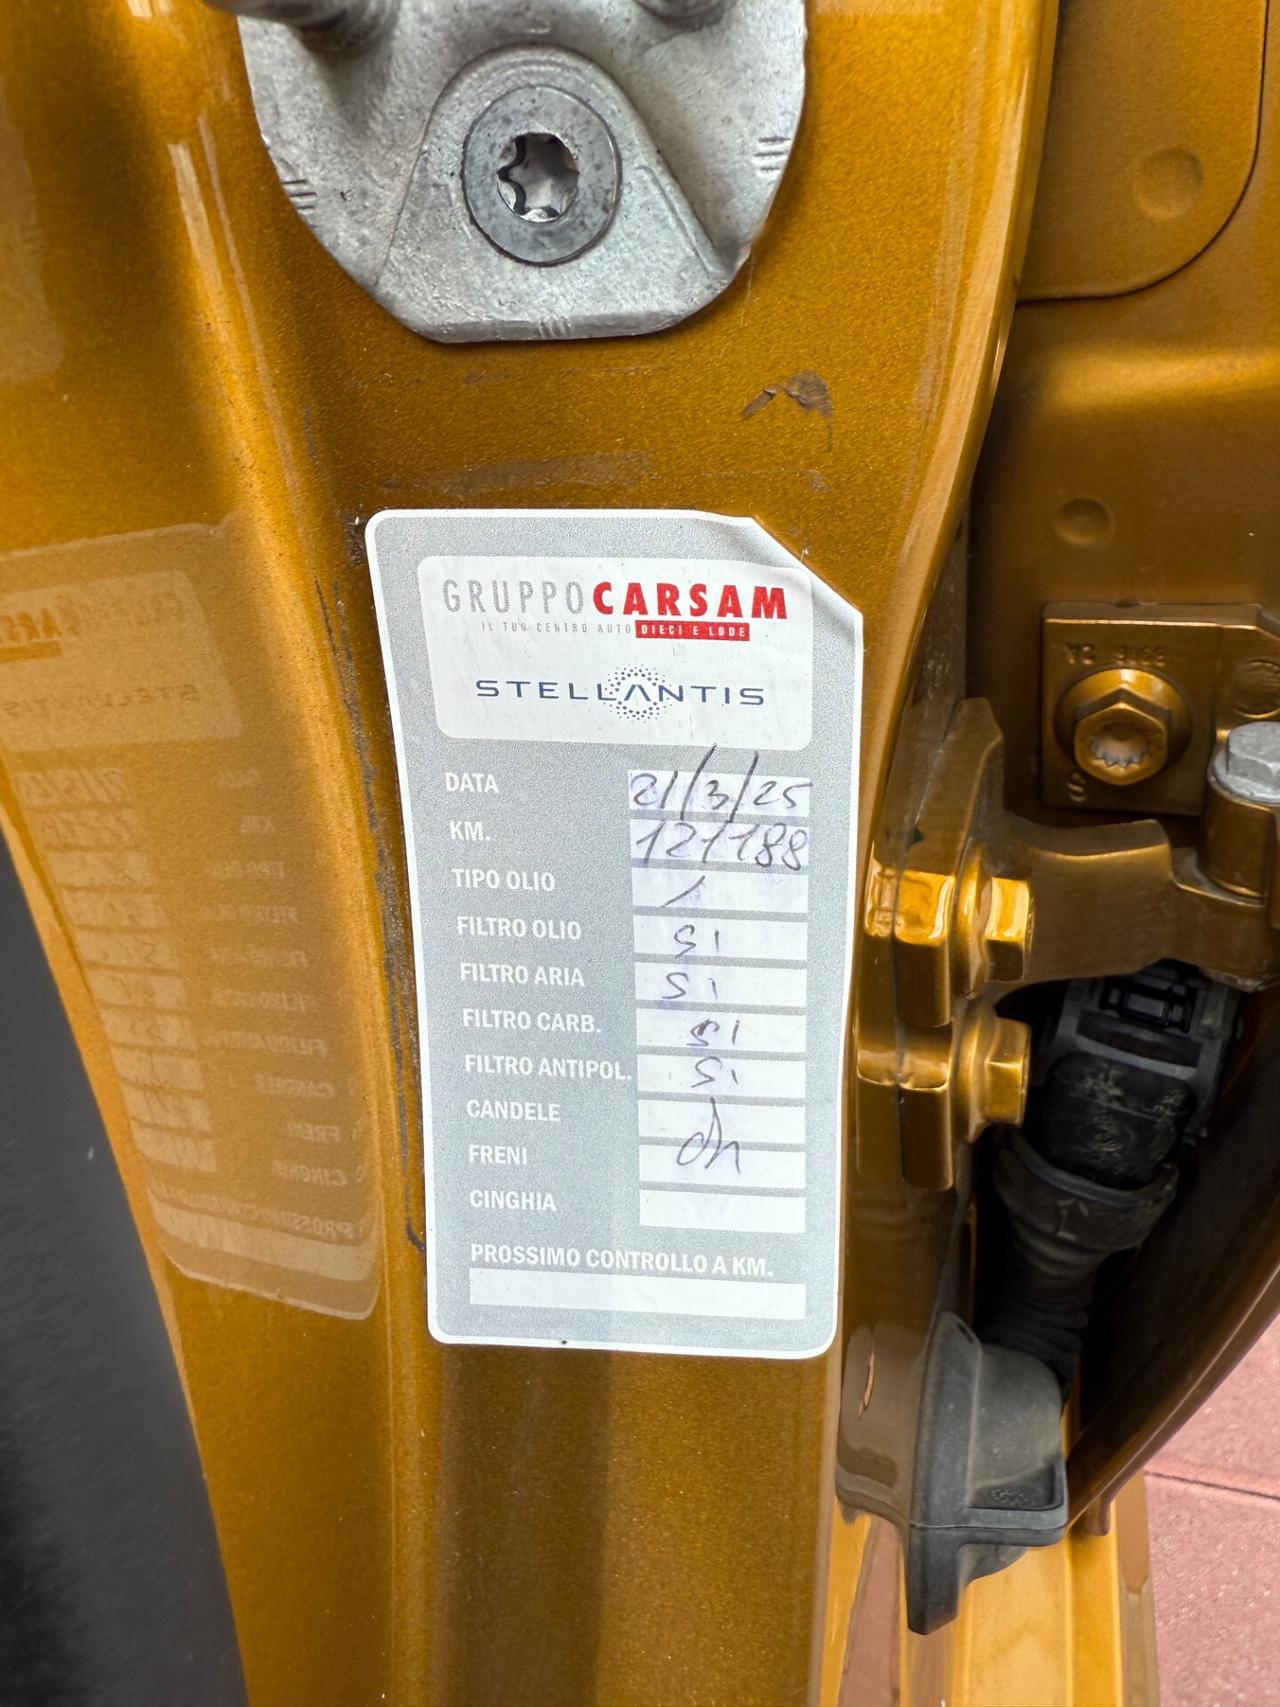 GRUPPOCARSAM
IL TUO CENTRO AUTO DIECI E LODE
STELLANTIS
DATA 21/3/25
KM. 121188
TIPO OLIO /
FILTRO OLIO si
FILTRO ARIA si
FILTRO CARB. si
FILTRO ANTIPOL. si
CANDELE
FRENI
CINGHIA
PROSSIMO CONTROLLO A KM.